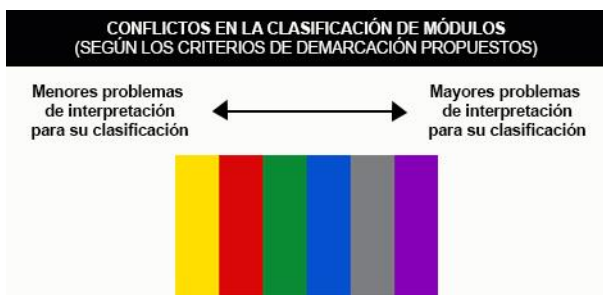 CONFLICTOS EN LA CLASIFICACIÓN DE MÓDULOS
(SEGÚN LOS CRITERIOS DE DEMARCACIÓN PROPUESTOS)
Menores problemas
de interpretación
para su clasificación
Mayores problemas
de interpretación
para su clasificación